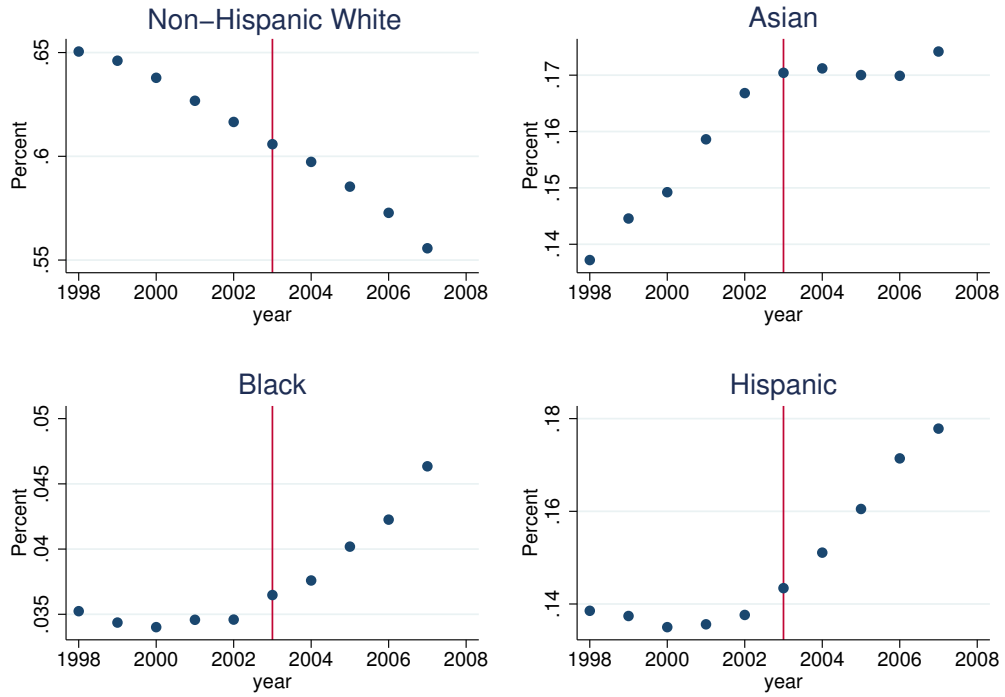 Non−Hispanic White
Percent
.65
.6
.55
1998 2000 2002 2004 2006 2008
year
Asian
Percent
.17
.16
.15
.14
1998 2000 2002 2004 2006 2008
year
Black
Percent
.05
.045
.04
.035
1998 2000 2002 2004 2006 2008
year
Hispanic
Percent
.18
.16
.14
1998 2000 2002 2004 2006 2008
year